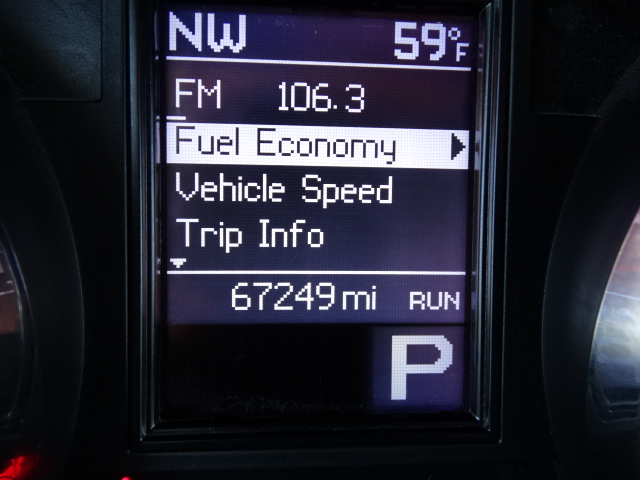 NW 59°F
FM 106.3
Fuel Economy
Vehicle Speed
Trip Info
67249 mi RUN
P